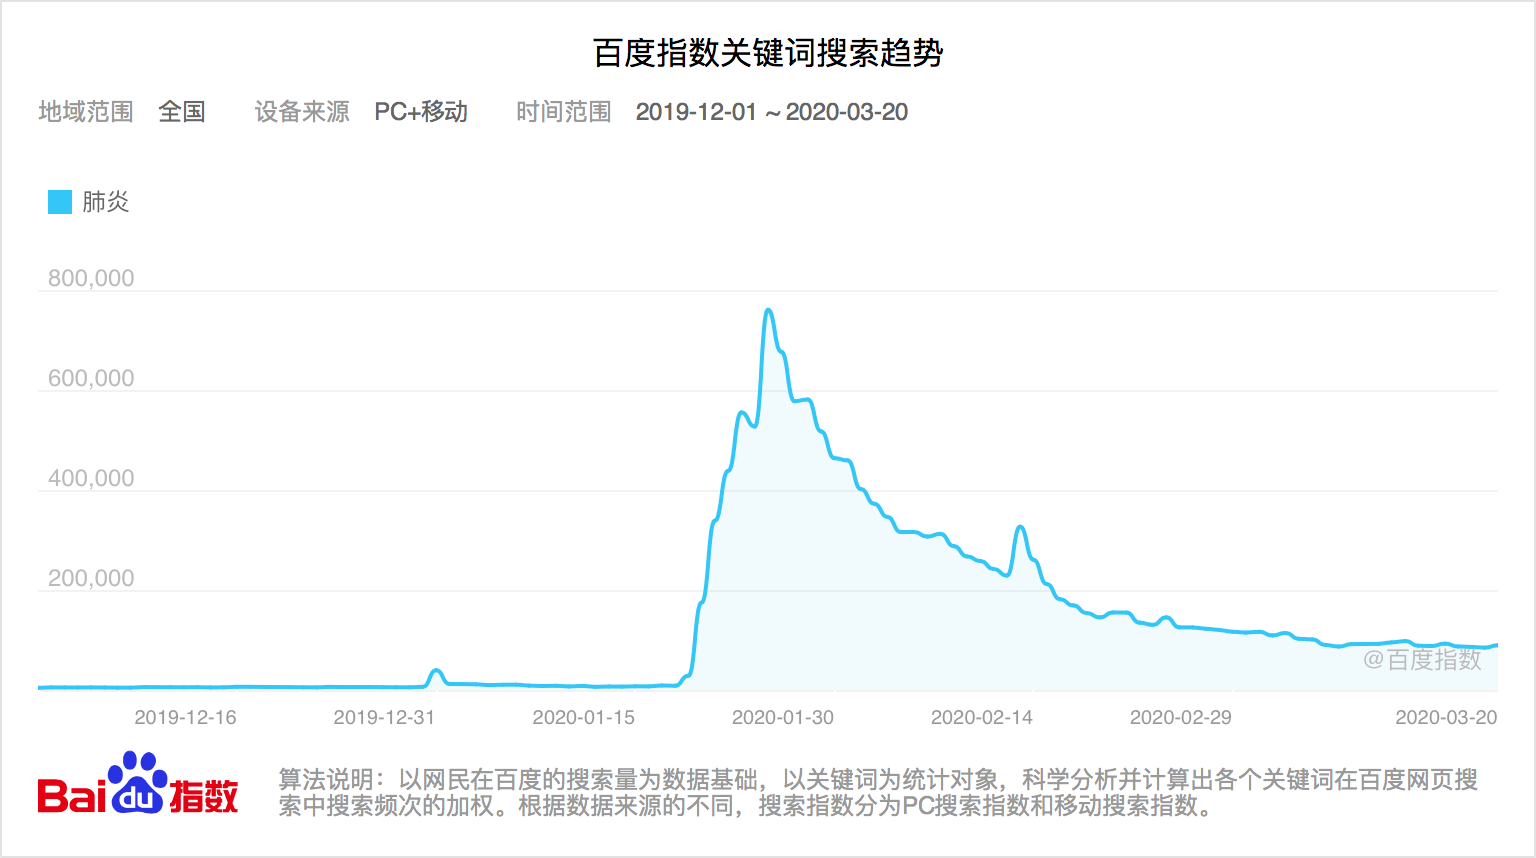 百度指数关键词搜索趋势
地域范围 全国 设备来源 PC+移动 时间范围 2019-12-01 ~ 2020-03-20
肺炎
800,000
600,000
400,000
200,000
@百度指数
2019-12-16 2019-12-31 2020-01-15 2020-01-30 2020-02-14 2020-02-29 2020-03-20
Bai du 指数
算法说明：以网民在百度的搜索量为数据基础，以关键词为统计对象，科学分析并计算出各个关键词在百度网页搜
索中搜索频次的加权。根据数据来源的不同，搜索指数分为PC搜索指数和移动搜索指数。